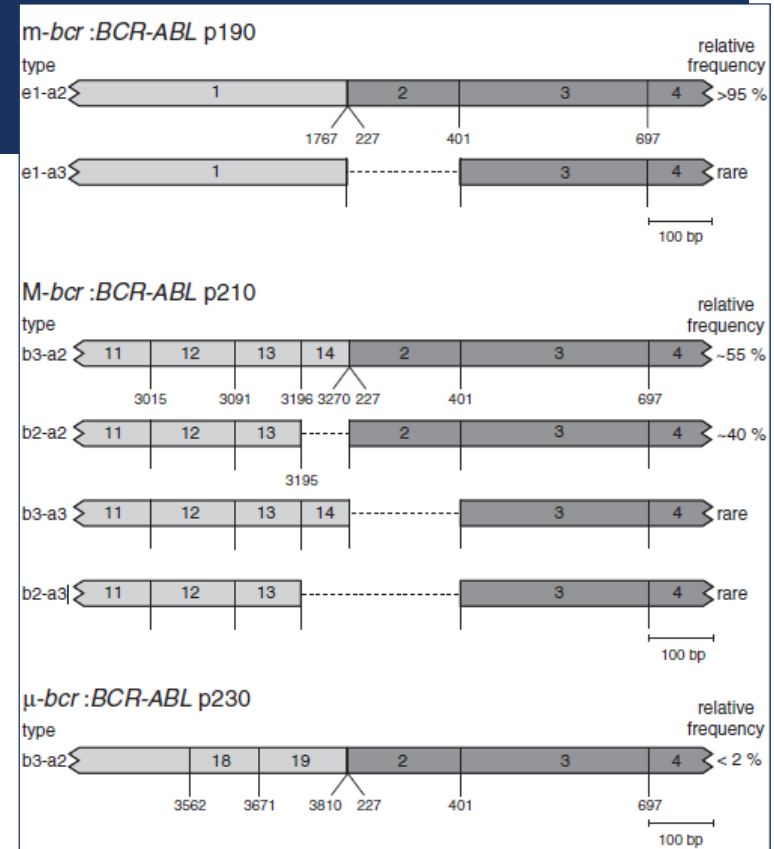 m-bcr :BCR-ABL p190
type
relative
frequency
e1-a2 1 2 3 4 >95 %
1767 227 401 697
e1-a3 1 3 4 rare
100 bp
M-bcr :BCR-ABL p210
type
relative
frequency
b3-a2 11 12 13 14 2 3 4 ~55 %
3015 3091 3196 3270 227 401 697
b2-a2 11 12 13 2 3 4 ~40 %
3195
b3-a3 11 12 13 14 3 4 rare
b2-a3 11 12 13 3 4 rare
100 bp
μ-bcr :BCR-ABL p230
type
relative
frequency
b3-a2 18 19 2 3 4 < 2 %
3562 3671 3810 227 401 697
100 bp